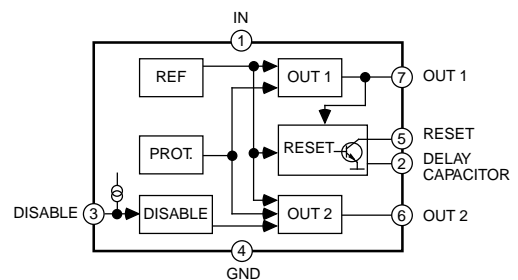 IN
1
REF
OUT 1
7
OUT 1
RESET
5
RESET
PROT.
2
DELAY
CAPACITOR
DISABLE
3
DISABLE
OUT 2
6
OUT 2
4
GND